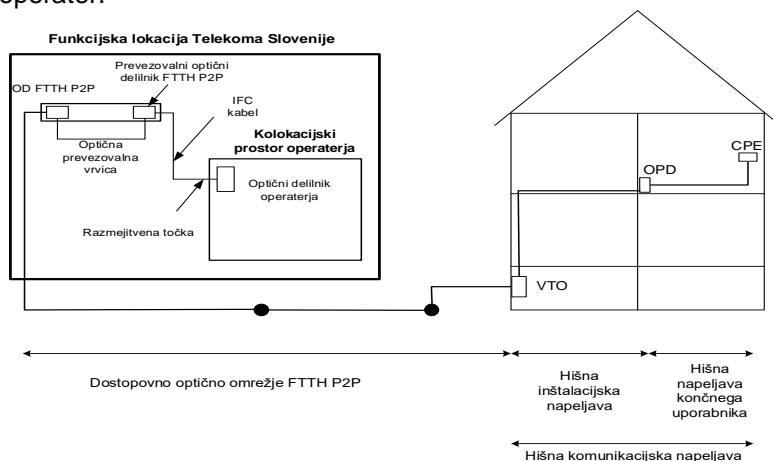 operater.
Funkcijska lokacija Telekoma Slovenije
Prevezovalni optični
delilnik FTTH P2P
OD FTTH P2P
IFC
kabel
Optična
prevezovalna
vrvica
Kolokacijski
prostor operaterja
Optični delilnik
operaterja
Razmejitvena točka
CPE
OPD
VTO
Dostopovno optično omrežje FTTH P2P
Hišna
inštalacijska
napeljava
Hišna
napeljava
končnega
uporabnika
Hišna komunikacijska napeljava